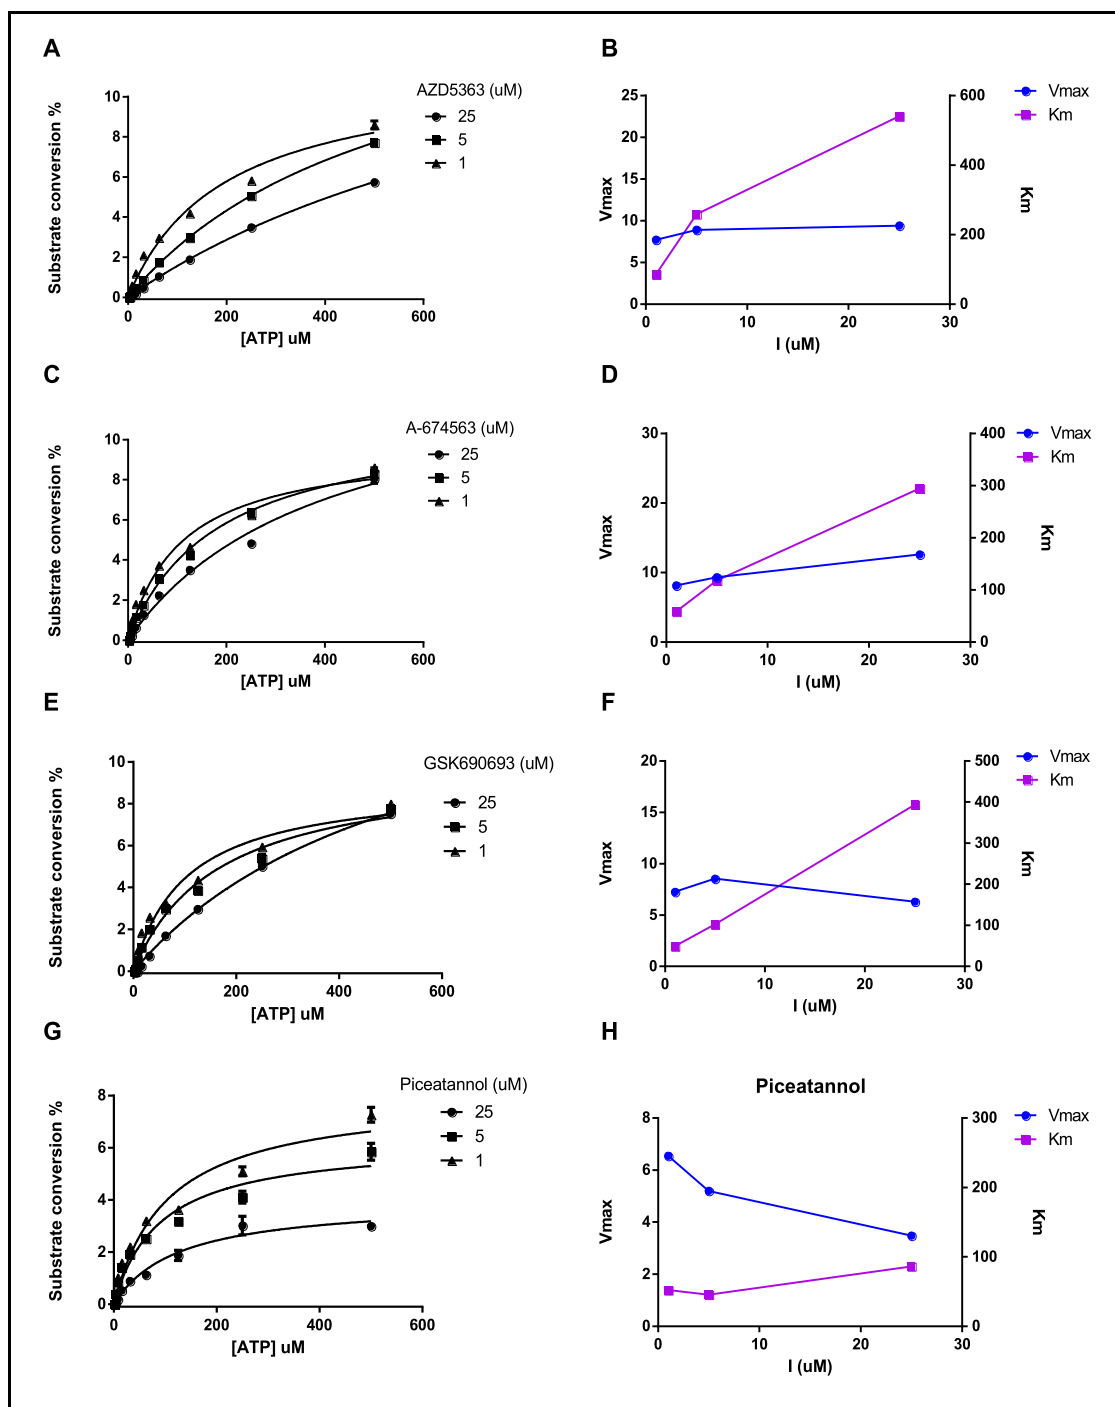 A
Substrate conversion %
10
8
6
4
2
0
0 200 400 600
[ATP] uM
AZD5363 (uM)
25
5
1
B
Vmax
25
20
15
10
5
0
0 10 20 30
I (uM)
600
400
200
0
Km
Vmax
Km
C
Substrate conversion %
10
8
6
4
2
0
0 200 400 600
[ATP] uM
A-674563 (uM)
25
5
1
D
Vmax
30
20
10
0
0 10 20 30
I (uM)
400
300
200
100
0
Km
Vmax
Km
E
Substrate conversion %
10
8
6
4
2
0
0 200 400 600
[ATP] uM
GSK690693 (uM)
25
5
1
F
Vmax
20
15
10
5
0
0 10 20 30
I (uM)
500
400
300
200
100
0
Km
Vmax
Km
G
Substrate conversion %
8
6
4
2
0
0 200 400 600
[ATP] uM
Piceatannol (uM)
25
5
1
H
Piceatannol
Vmax
8
6
4
2
0
0 10 20 30
I (uM)
300
200
100
0
Km
Vmax
Km